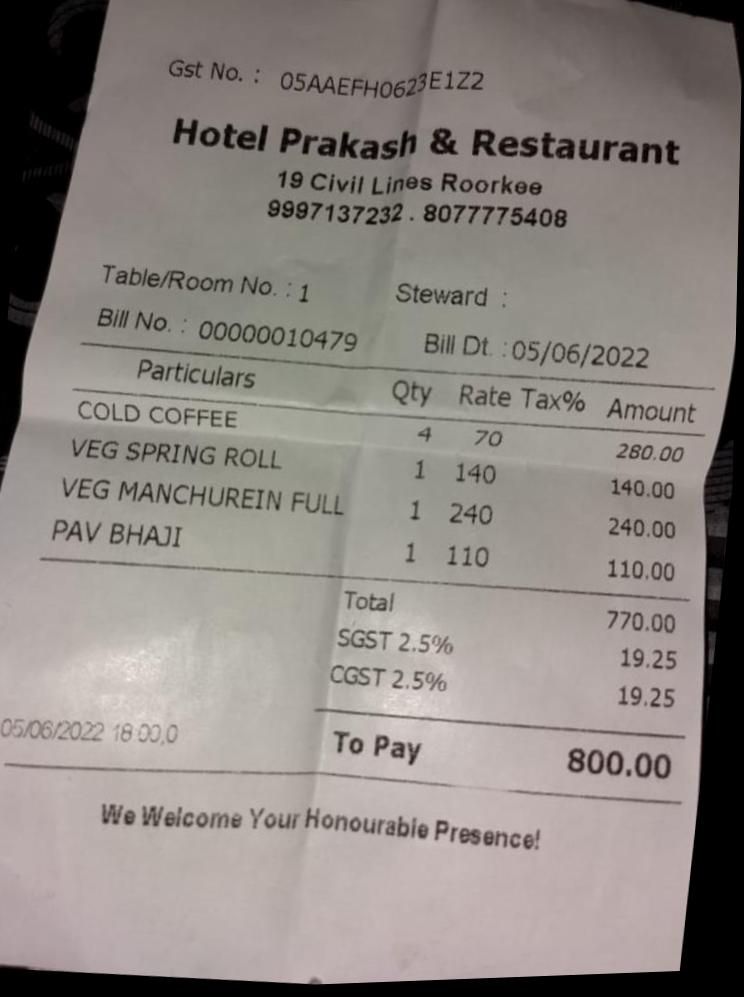 Gst No. : 05AAEFH0623E1Z2
Hotel Prakash & Restaurant
19 Civil Lines Roorkee
9997137232 . 8077775408
Table/Room No. : 1 Steward :
Bill No. : 00000010479 Bill Dt. : 05/06/2022
Particulars Qty Rate Tax% Amount
COLD COFFEE 4 70 280.00
VEG SPRING ROLL 1 140 140.00
VEG MANCHUREIN FULL 1 240 240.00
PAV BHAJI 1 110 110.00
Total 770.00
SGST 2.5% 19.25
CGST 2.5% 19.25
05/06/2022 18:00,0 To Pay 800.00
We Welcome Your Honourable Presence!